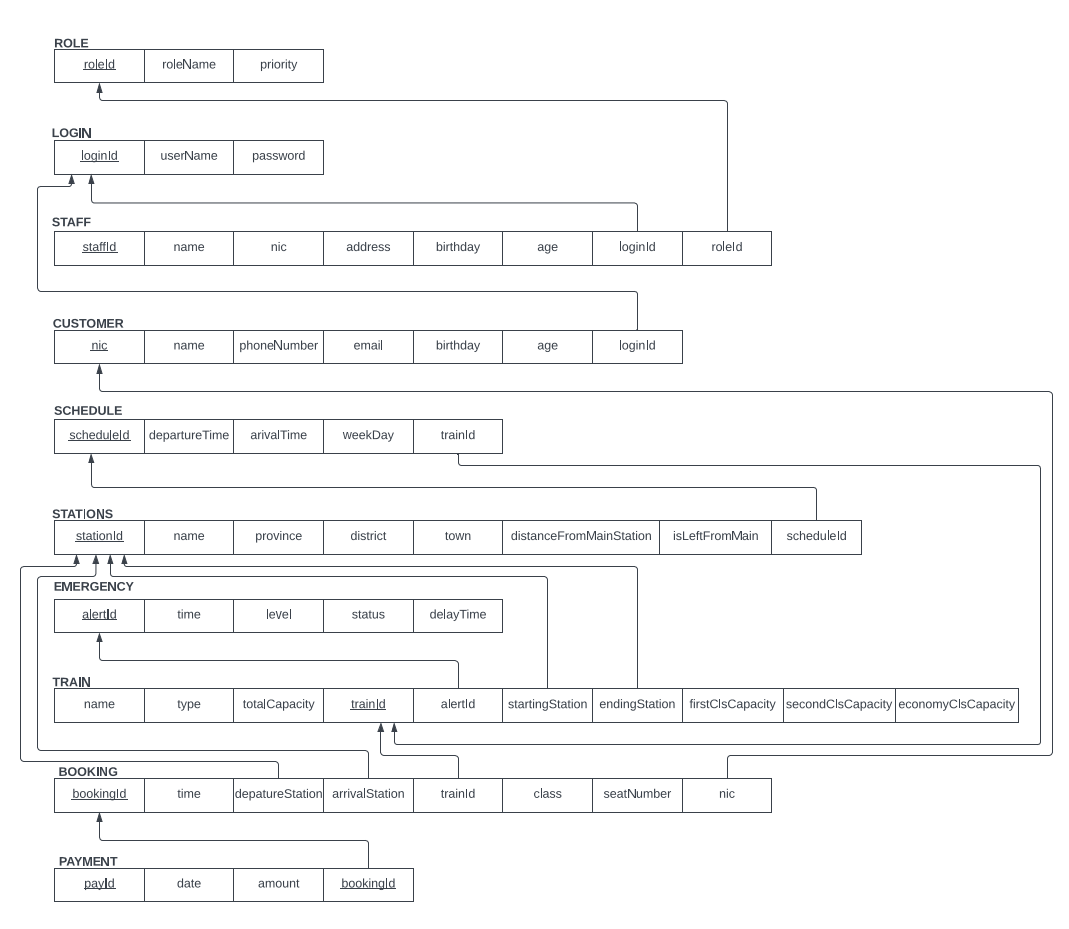 ROLE
roleId roleName priority
LOGIN
loginId userName password
STAFF
staffId name nic address birthday age loginId roleId
CUSTOMER
nic name phoneNumber email birthday age loginId
SCHEDULE
scheduleId departureTime arivalTime weekDay trainId
STATIONS
stationId name province district town distanceFromMainStation isLeftFromMain scheduleId
EMERGENCY
alertId time level status delayTime
TRAIN
name type totalCapacity trainId alertId startingStation endingStation firstClsCapacity secondClsCapacity economyClsCapacity
BOOKING
bookingId time depatureStation arrivalStation trainId class seatNumber nic
PAYMENT
payId date amount bookingId